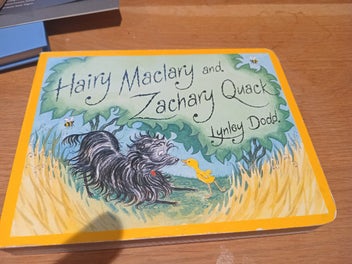 Hairy Maclary and
Zachary Quack
Lynley Dodd